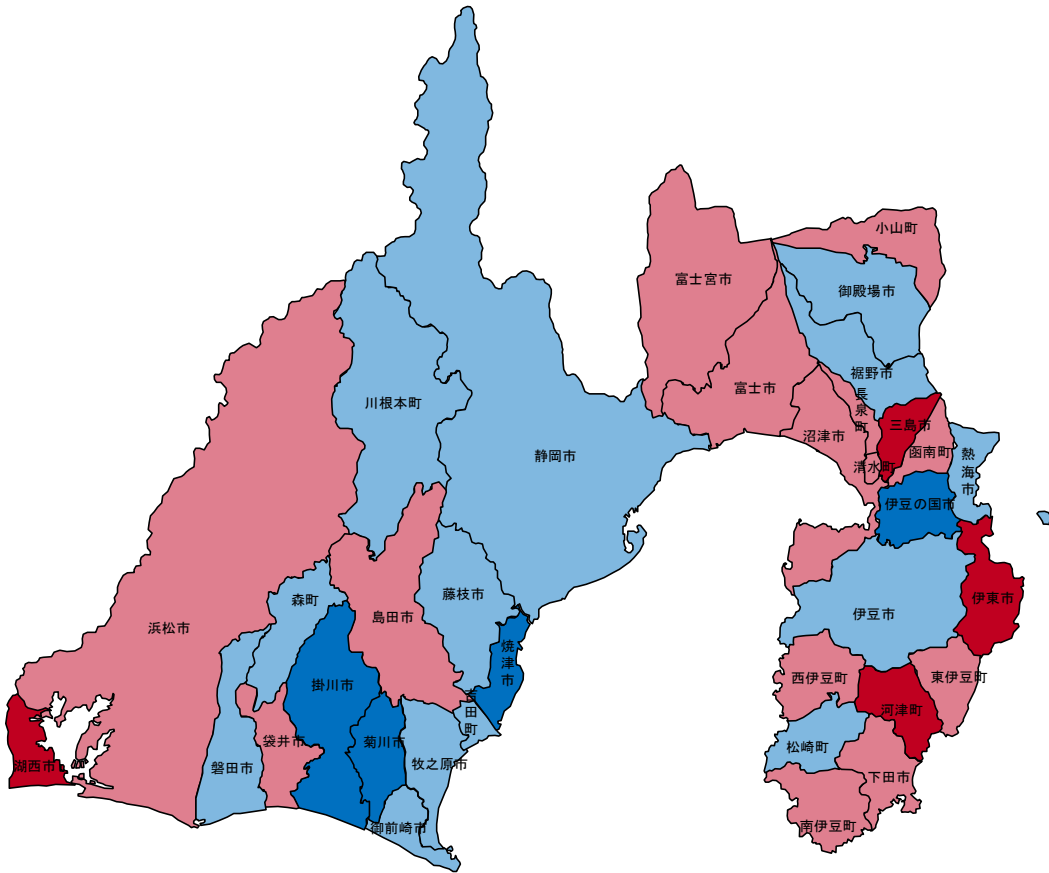 小山町
富士宮市
御殿場市
裾野市
富士市
長泉町
川根本町
三島市
沼津市
函南町
静岡市
熱海市
清水町
伊豆の国市
藤枝市
森町
伊東市
伊豆市
島田市
浜松市
焼津市
西伊豆町
東伊豆町
掛川市
吉田町
河津町
袋井市
菊川市
松崎町
湖西市
磐田市
牧之原市
下田市
御前崎市
南伊豆町